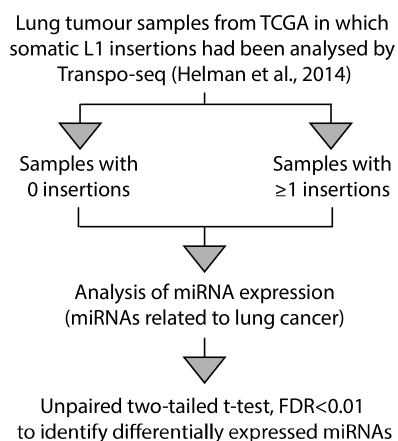 Lung tumour samples from TCGA in which
somatic L1 insertions had been analysed by
Transpo-seq (Helman et al., 2014)
Samples with
0 insertions
Samples with
≥1 insertions
Analysis of miRNA expression
(miRNAs related to lung cancer)
Unpaired two-tailed t-test, FDR<0.01
to identify differentially expressed miRNAs